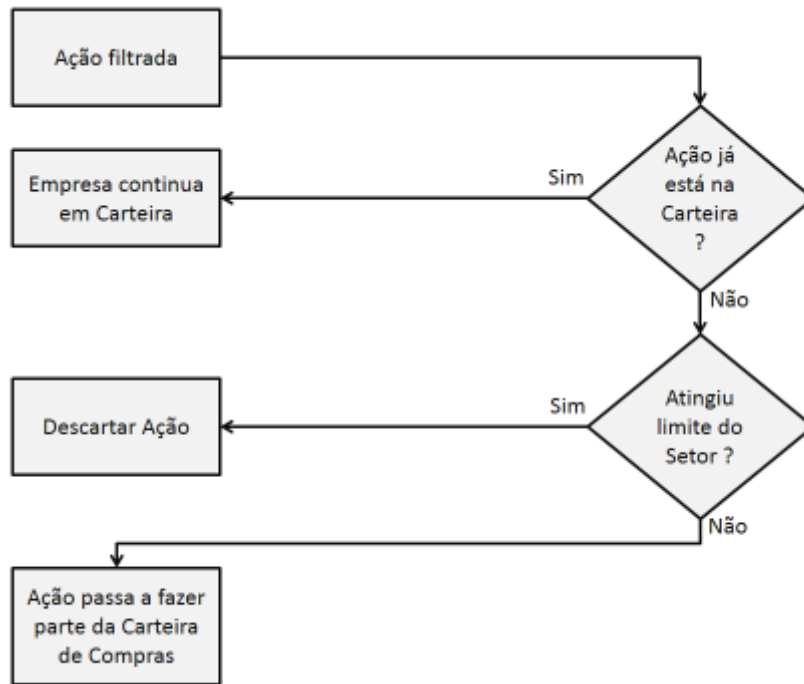 Ação filtrada
Ação já
está na
Carteira
?
Sim
Empresa continua
em Carteira
Não
Atingiu
limite do
Setor ?
Sim
Descartar Ação
Não
Ação passa a fazer
parte da Carteira
de Compras